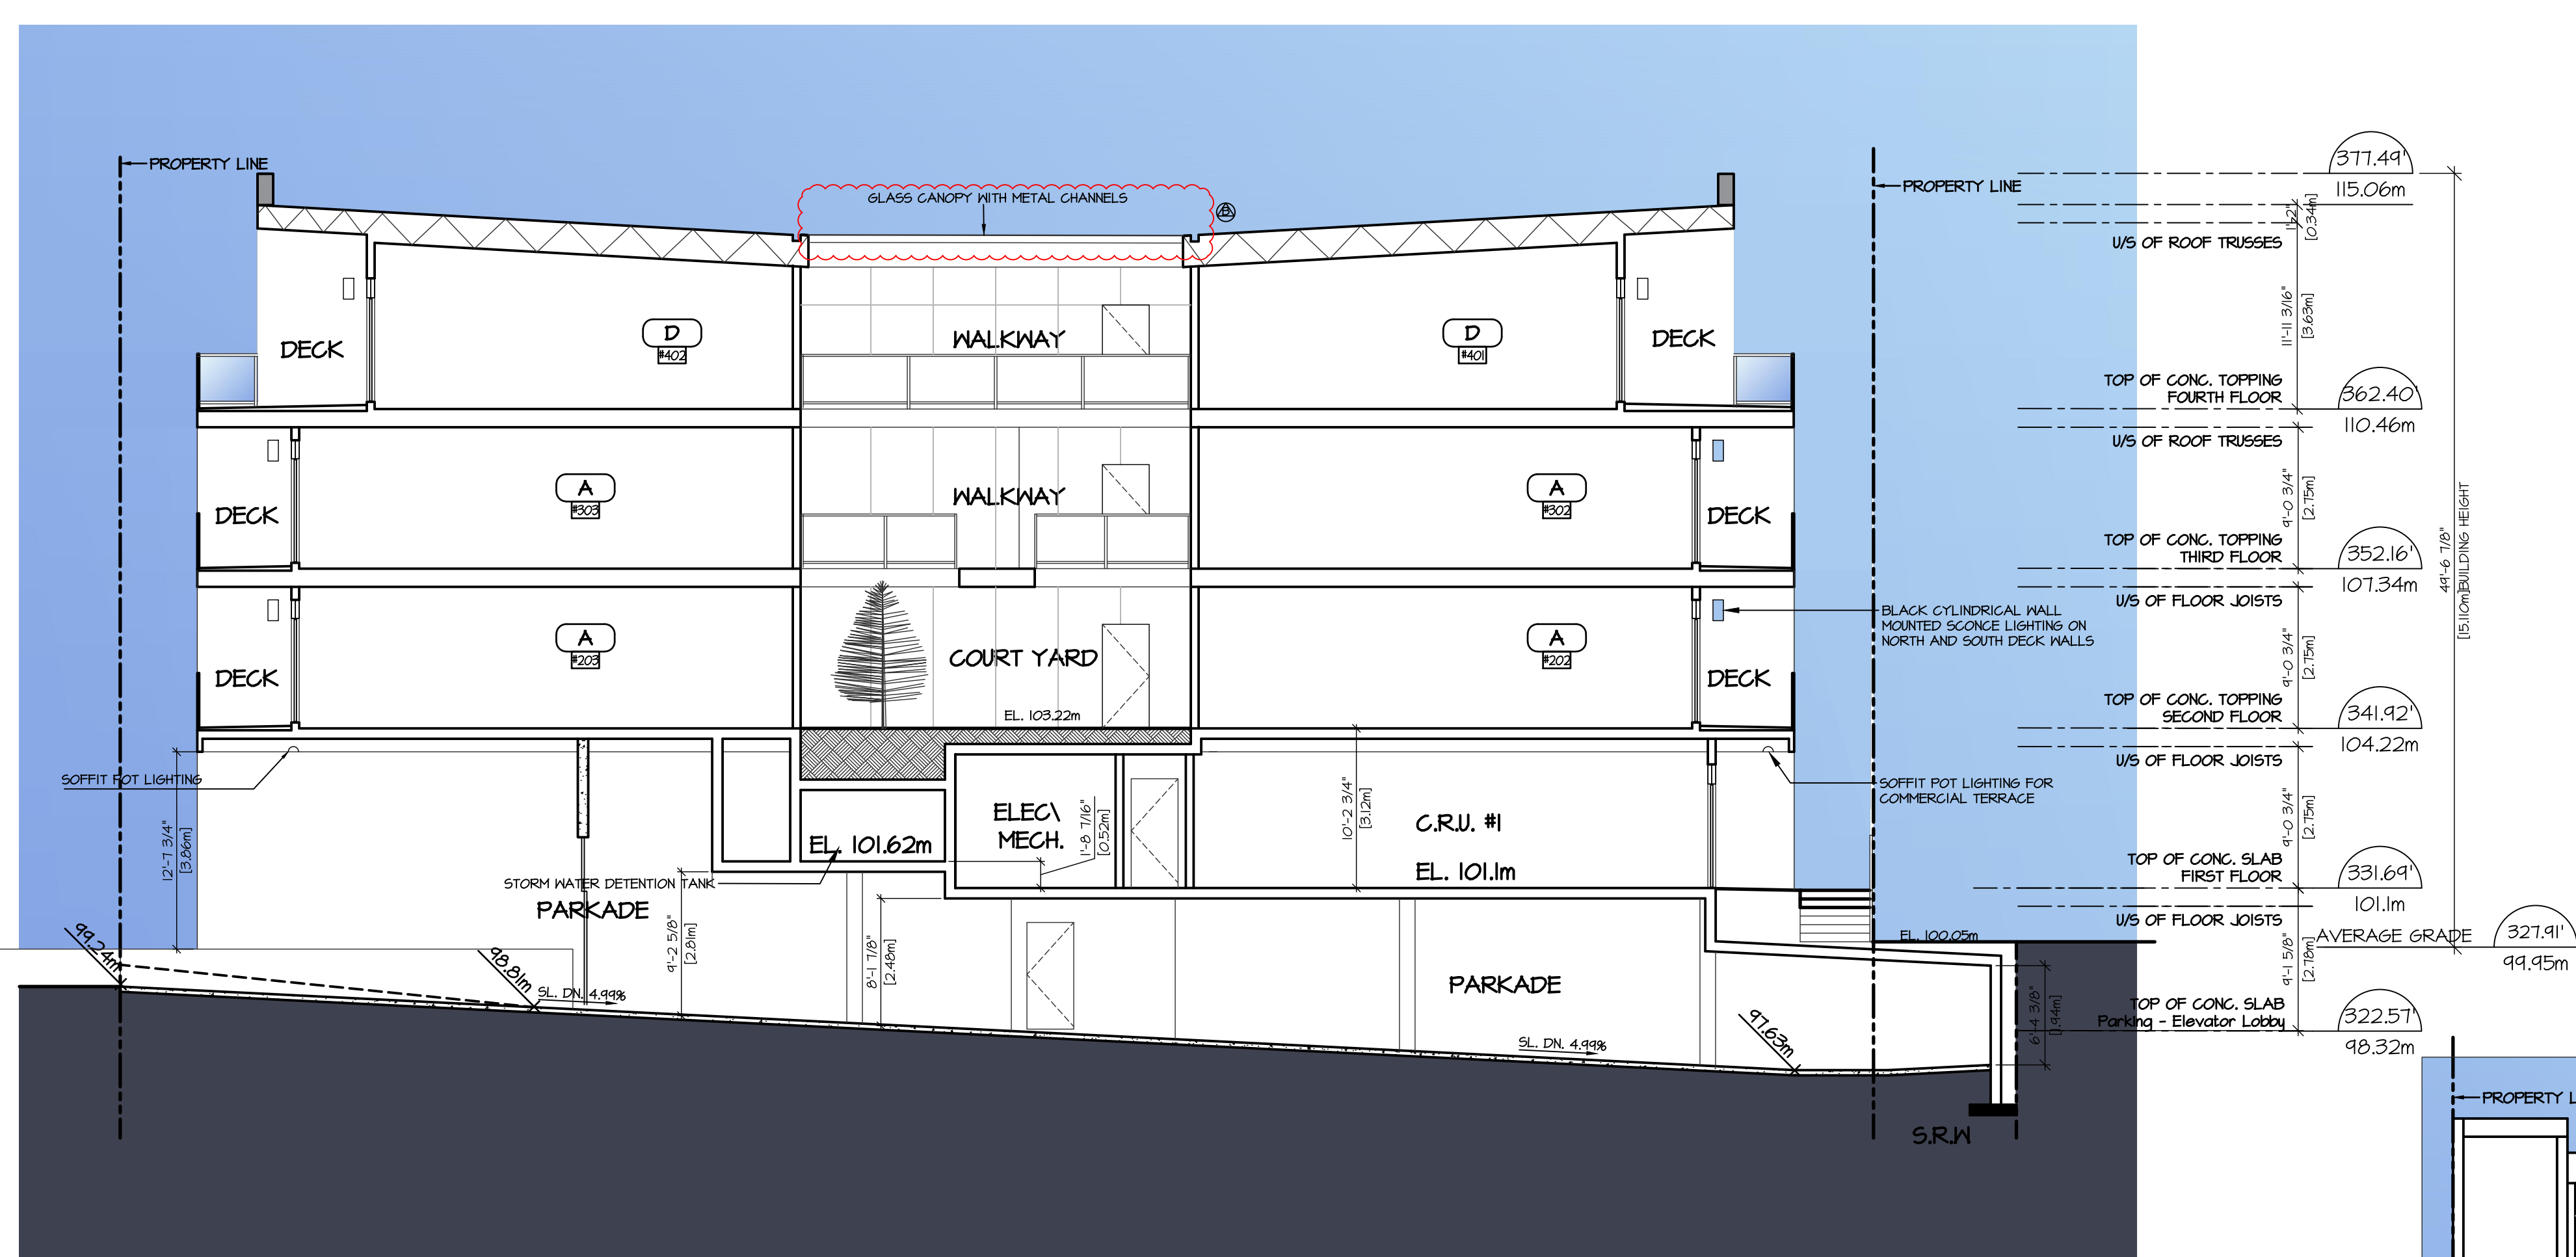 PROPERTY LINE
GLASS CANOPY WITH METAL CHANNELS
B
PROPERTY LINE
377.49'
115.06m
1'-2"
[0.34m]
U/S OF ROOF TRUSSES
DECK
D
#402
WALKWAY
D
#401
DECK
11'-11 3/16"
[3.63m]
TOP OF CONC. TOPPING
FOURTH FLOOR
362.40'
110.46m
U/S OF ROOF TRUSSES
DECK
A
#303
WALKWAY
A
#302
DECK
9'-0 3/4"
[2.75m]
49'-6 7/8"
[15.110m]BUILDING HEIGHT
TOP OF CONC. TOPPING
THIRD FLOOR
352.16'
107.34m
U/S OF FLOOR JOISTS
BLACK CYLINDRICAL WALL
MOUNTED SCONCE LIGHTING ON
NORTH AND SOUTH DECK WALLS
DECK
A
#203
COURT YARD
EL. 103.22m
A
#202
DECK
9'-0 3/4"
[2.75m]
TOP OF CONC. TOPPING
SECOND FLOOR
341.92'
104.22m
U/S OF FLOOR JOISTS
SOFFIT POT LIGHTING
SOFFIT POT LIGHTING FOR
COMMERCIAL TERRACE
12'-7 3/4"
[3.86m]
EL. 101.62m
ELEC\
MECH.
1'-8 7/16"
[0.52m]
10'-2 3/4"
[3.12m]
C.R.U. #1
EL. 101.1m
9'-0 3/4"
[2.75m]
TOP OF CONC. SLAB
FIRST FLOOR
331.69'
101.1m
U/S OF FLOOR JOISTS
STORM WATER DETENTION TANK
PARKADE
9'-2 5/8"
[2.81m]
8'-1 7/8"
[2.48m]
EL. 100.05m
AVERAGE GRADE
327.91'
99.95m
99.24m
98.81m
SL. DN. 4.99%
PARKADE
9'-1 5/8"
[2.78m]
6'-4 3/8"
[1.94m]
TOP OF CONC. SLAB
Parking - Elevator Lobby
322.57'
98.32m
SL. DN. 4.99%
97.63m
S.R.W
PROPERTY L